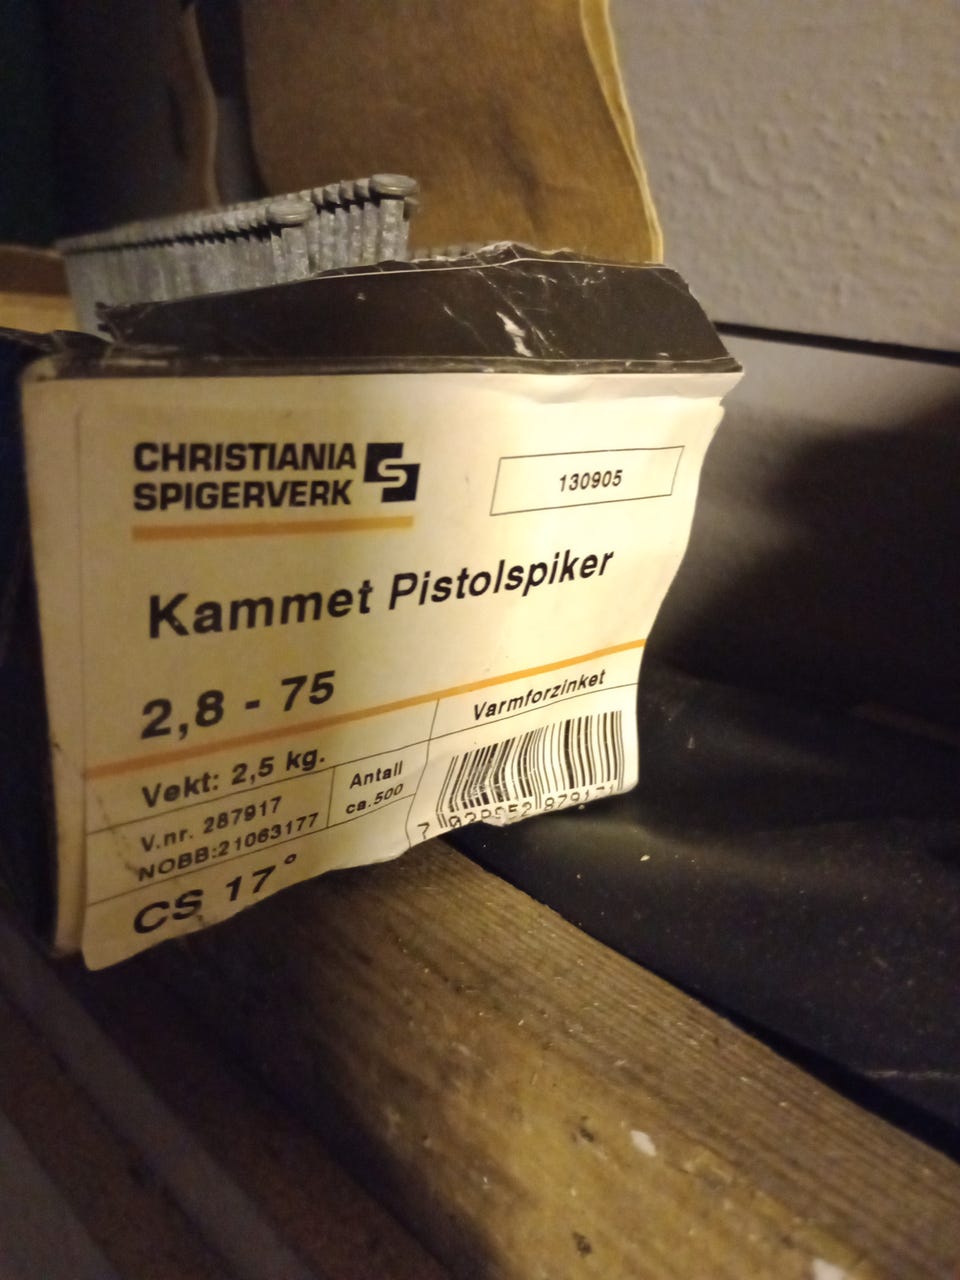 CHRISTIANIA
SPIGERVERK
130905
Kammet Pistolspiker
2,8 - 75
Varmforzinket
Vekt: 2,5 kg.
Antall
ca.500
V.nr. 287917
NOBB:21063177
CS 17°